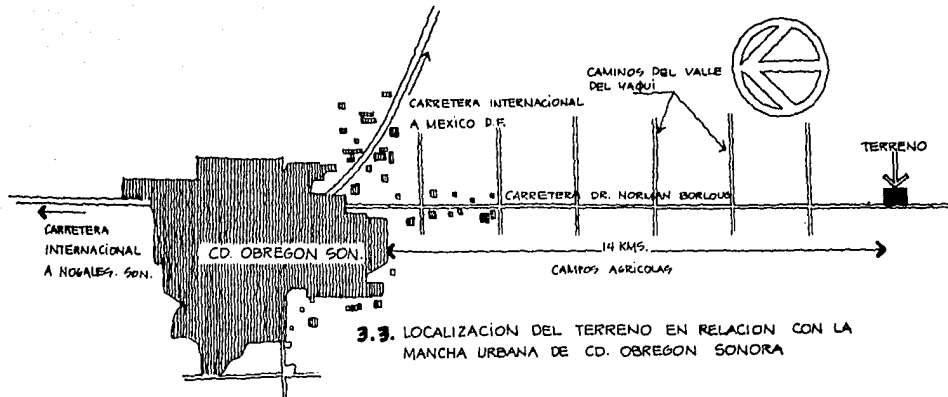 CARRETERA INTERNACIONAL
A MEXICO D.F.
CAMINOS DEL VALLE
DEL YAQUI
TERRENO
CARRETERA DR. NORMAN BORLOUG
CARRETERA
INTERNACIONAL
A NOGALES. SON.
CD. OBREGON SON.
14 KMS.
CAMPOS AGRICOLAS
3.3. LOCALIZACION DEL TERRENO EN RELACION CON LA
MANCHA URBANA DE CD. OBREGON SONORA